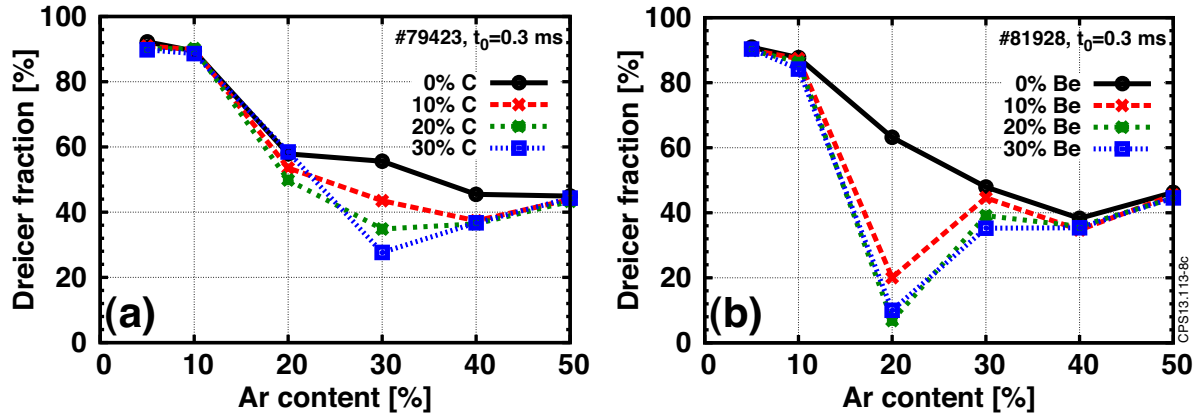 #79423, t0=0.3 ms
0% C
10% C
20% C
30% C
Dreicer fraction [%]
100
80
60
40
20
0
(a)
0 10 20 30 40 50
Ar content [%]
#81928, t0=0.3 ms
0% Be
10% Be
20% Be
30% Be
Dreicer fraction [%]
100
80
60
40
20
0
(b)
0 10 20 30 40 50
Ar content [%]
CPS13.113-8c